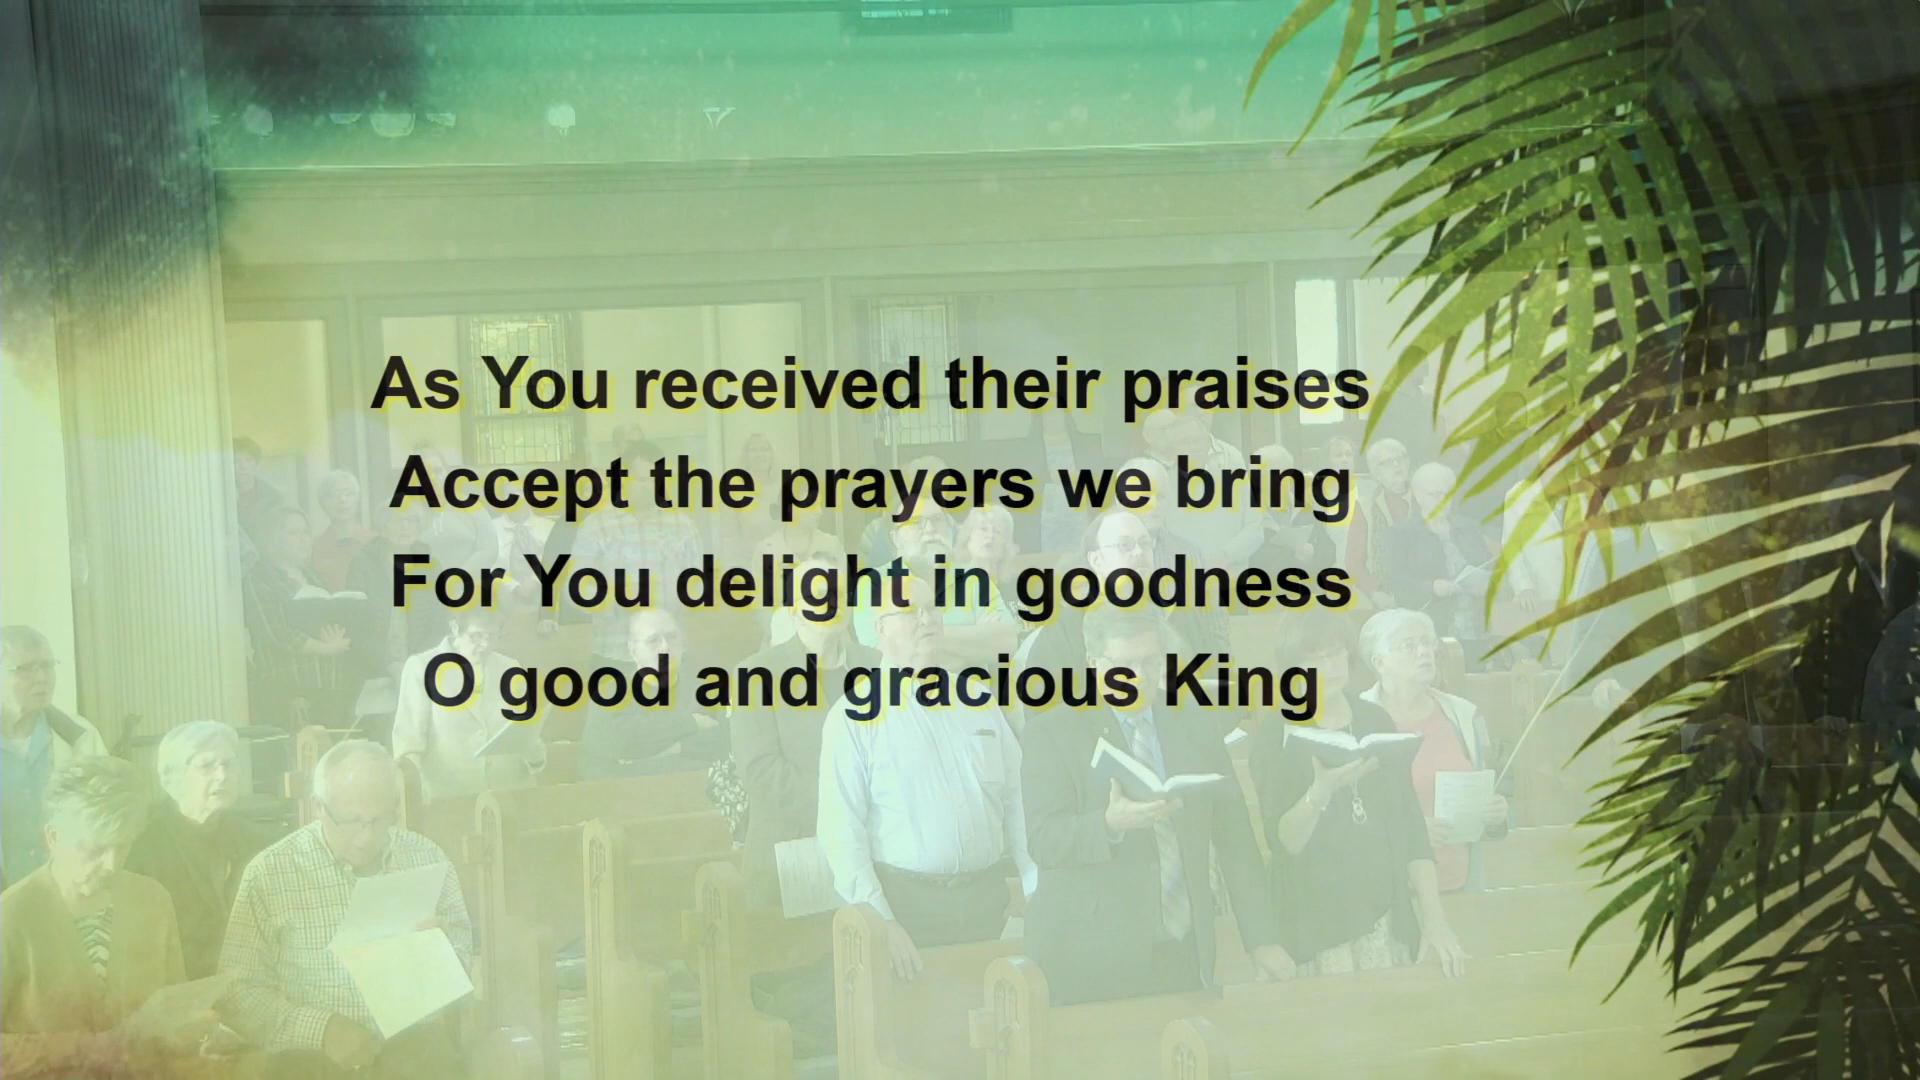 As You received their praises
Accept the prayers we bring
For You delight in goodness
O good and gracious King